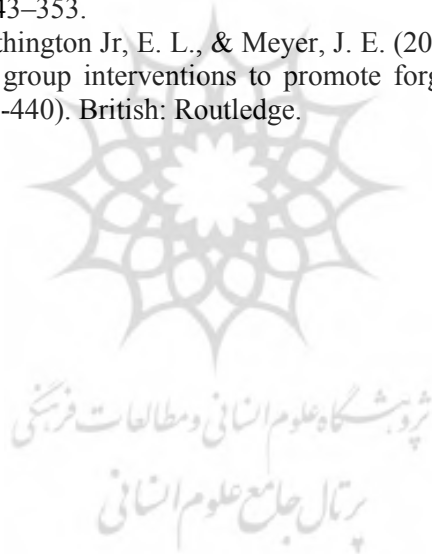 43–353.
thington Jr, E. L., & Meyer, J. E. (20
group interventions to promote forg
-440). British: Routledge.
پژوهشگاه علوم انسانی و مطالعات فرهنگی
پرتال جامع علوم انسانی